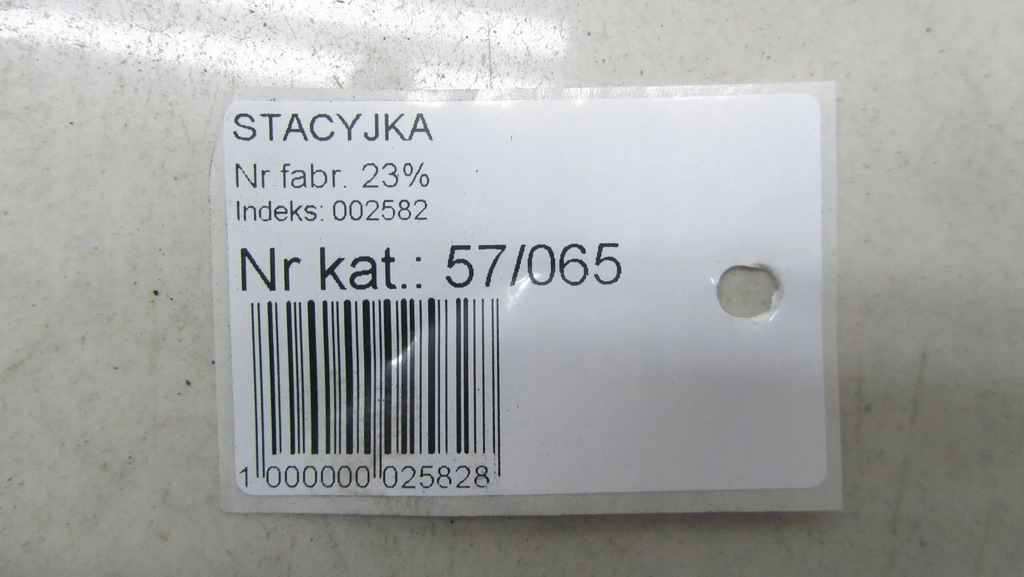 STACYJKA
Nr fabr. 23%
Indeks: 002582
Nr kat.: 57/065
1 000000 025828